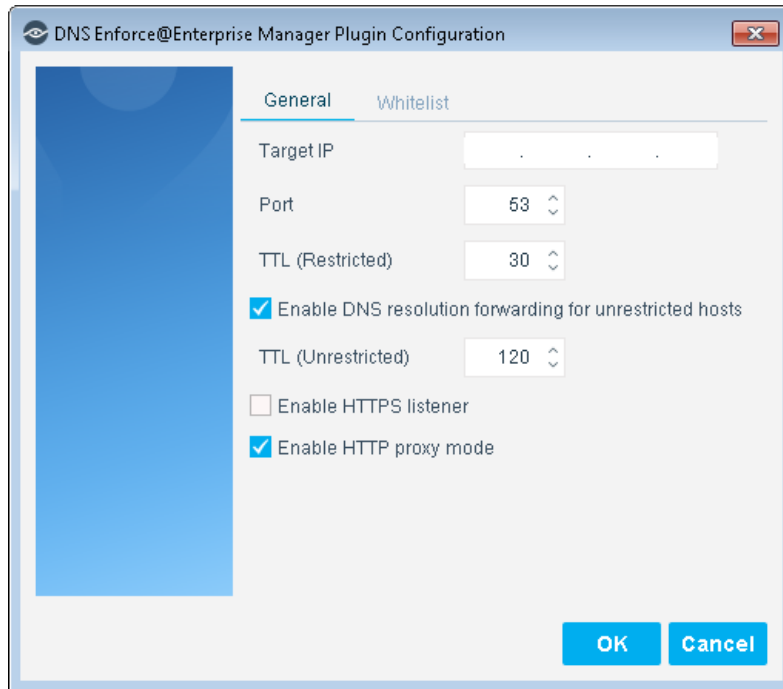 DNS Enforce@Enterprise Manager Plugin Configuration
General Whitelist
Target IP . . .
Port 53
TTL (Restricted) 30
Enable DNS resolution forwarding for unrestricted hosts
TTL (Unrestricted) 120
Enable HTTPS listener
Enable HTTP proxy mode
OK Cancel